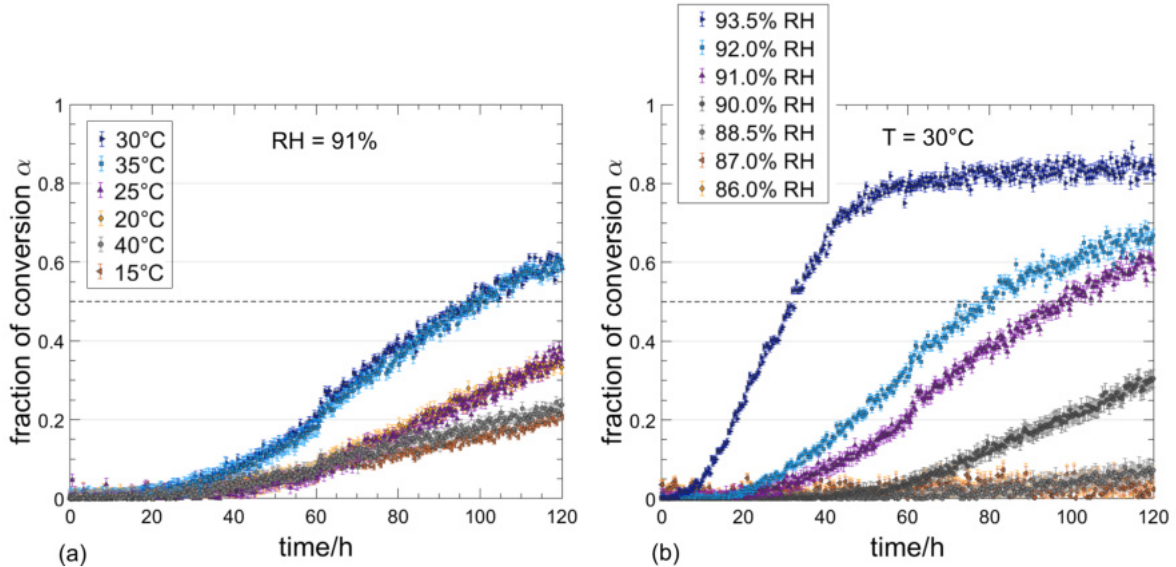 93.5% RH
92.0% RH
91.0% RH
90.0% RH
88.5% RH
87.0% RH
86.0% RH
1
0.8
0.6
0.4
0.2
0
fraction of conversion α
30°C
35°C
25°C
20°C
40°C
15°C
RH = 91%
0 20 40 60 80 100 120
time/h
(a)
1
0.8
0.6
0.4
0.2
0
fraction of conversion α
T = 30°C
0 20 40 60 80 100 120
time/h
(b)